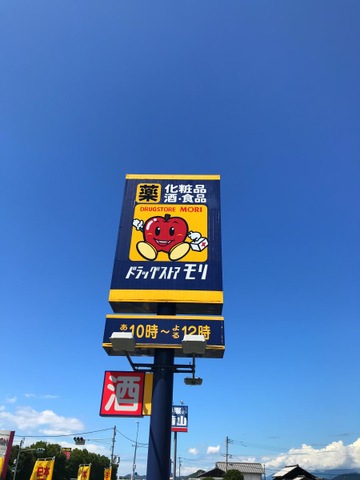 薬 化粧品
酒・食品
DRUGSTORE MORI
ドラッグストア モリ
あさ10時～よる12時
酒
山